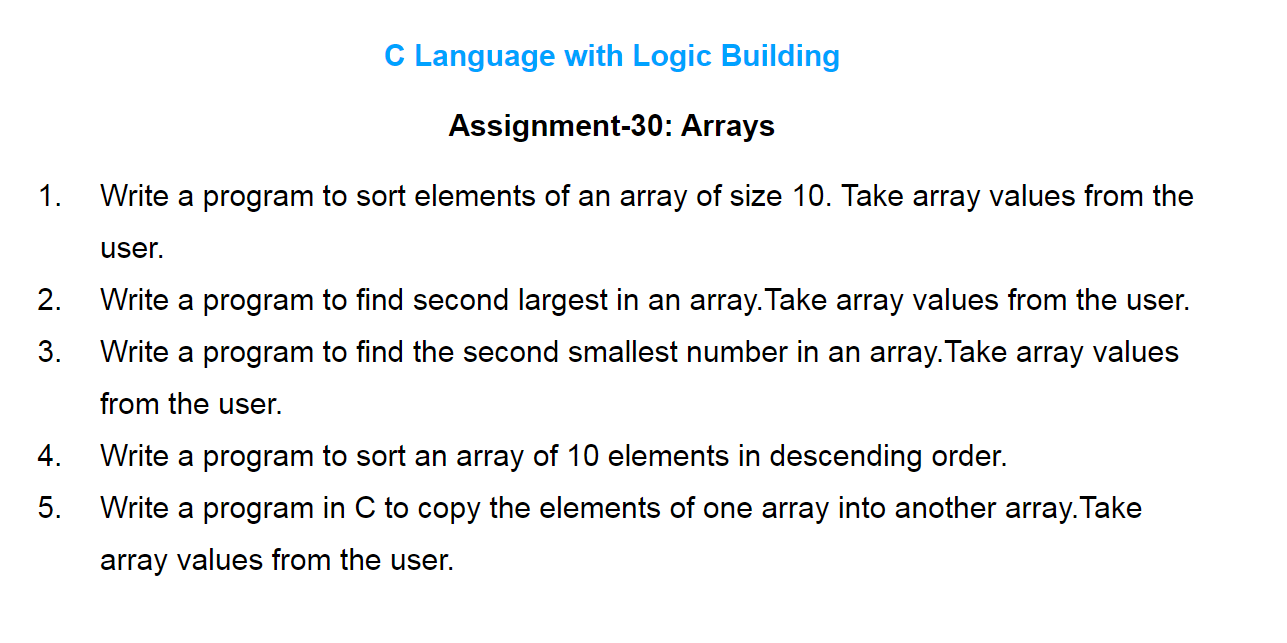 C Language with Logic Building
Assignment-30: Arrays
1. Write a program to sort elements of an array of size 10. Take array values from the
user.
2. Write a program to find second largest in an array.Take array values from the user.
3. Write a program to find the second smallest number in an array.Take array values
from the user.
4. Write a program to sort an array of 10 elements in descending order.
5. Write a program in C to copy the elements of one array into another array.Take
array values from the user.